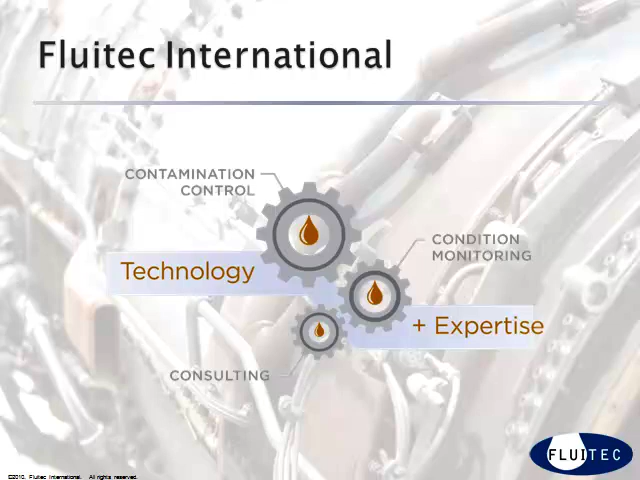 Fluitec International
CONTAMINATION
CONTROL
CONDITION
MONITORING
Technology
+ Expertise
CONSULTING
FLUITEC
©2010. Fluitec International. All rights reserved.